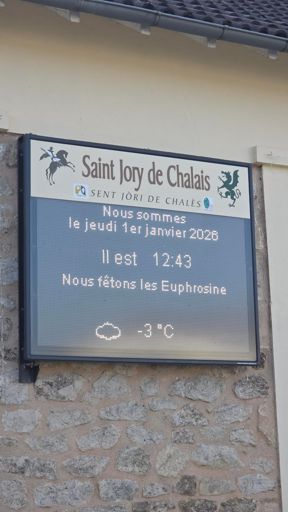 Saint Jory de Chalais
SENT JÒRI DE CHALÈS
Nous sommes
le jeudi 1er janvier 2026
Il est 12:43
Nous fêtons les Euphrosine
-3 °C